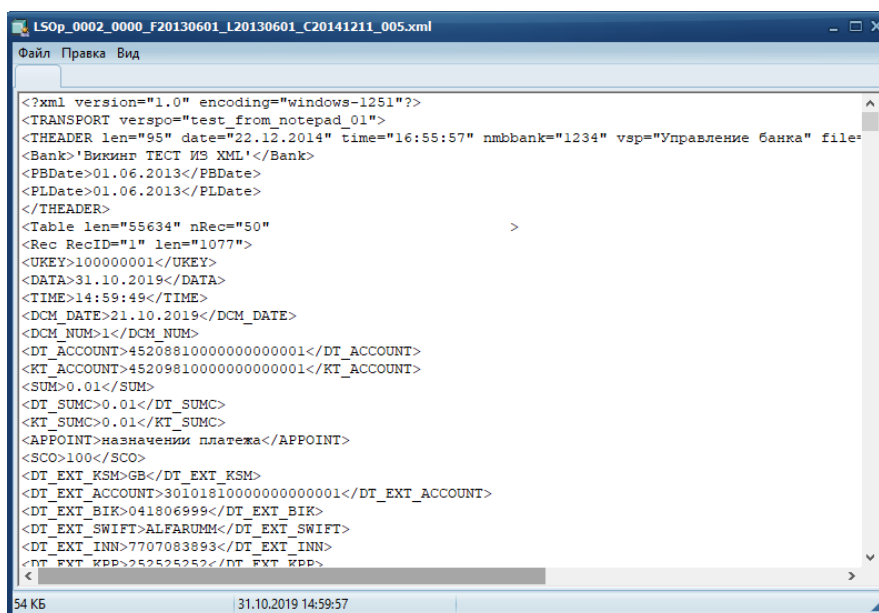 LSOp_0002_0000_F20130601_L20130601_C20141211_005.xml
Файл Правка Вид
<?xml version="1.0" encoding="windows-1251"?>
<TRANSPORT verspo="test_from_notepad_01">
<THEADER len="95" date="22.12.2014" time="16:55:57" nmbbank="1234" vsp="Управление банка" file=
<Bank>'Викинг ТЕСТ ИЗ XML'</Bank>
<PBDate>01.06.2013</PBDate>
<PLDate>01.06.2013</PLDate>
</THEADER>
<Table len="55634" nRec="50" >
<Rec RecID="1" len="1077">
<UKEY>100000001</UKEY>
<DATA>31.10.2019</DATA>
<TIME>14:59:49</TIME>
<DCM_DATE>21.10.2019</DCM_DATE>
<DCM_NUM>1</DCM_NUM>
<DT_ACCOUNT>45208810000000000001</DT_ACCOUNT>
<KT_ACCOUNT>45209810000000000001</KT_ACCOUNT>
<SUM>0.01</SUM>
<DT_SUMC>0.01</DT_SUMC>
<KT_SUMC>0.01</KT_SUMC>
<APPOINT>назначении платежа</APPOINT>
<SCO>100</SCO>
<DT_EXT_KSM>GB</DT_EXT_KSM>
<DT_EXT_ACCOUNT>30101810000000000001</DT_EXT_ACCOUNT>
<DT_EXT_BIK>041806999</DT_EXT_BIK>
<DT_EXT_SWIFT>ALFARUMM</DT_EXT_SWIFT>
<DT_EXT_INN>7707083893</DT_EXT_INN>
<DT_EXT_KPP>252525252</DT_EXT_KPP>
54 КБ 31.10.2019 14:59:57